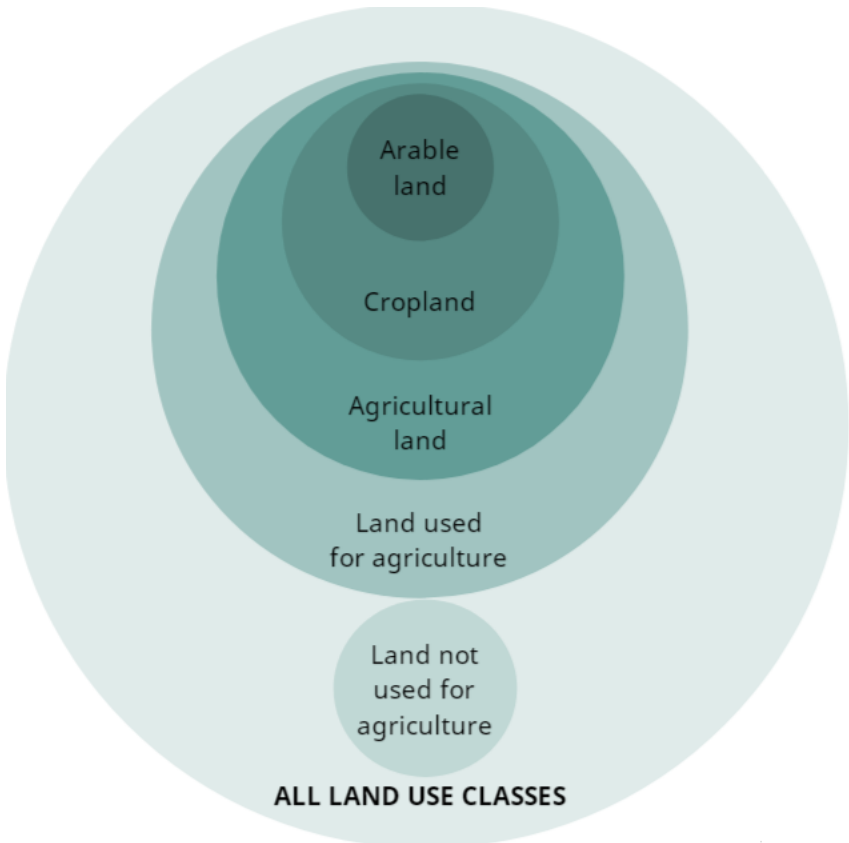 Arable
land
Cropland
Agricultural
land
Land used
for agriculture
Land not
used for
agriculture
ALL LAND USE CLASSES